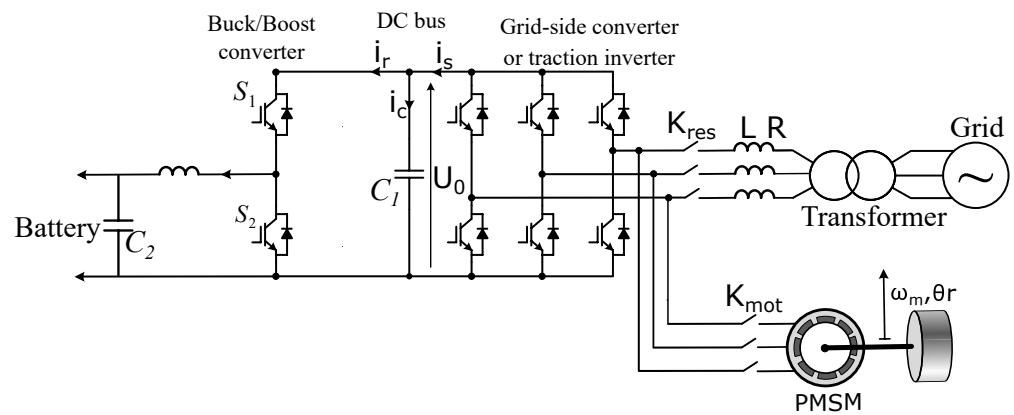 Buck/Boost
converter
DC bus
Grid-side converter
or traction inverter
i_r
i_s
S_1
i_c
K_res
L R
Grid
C_1
U_0
~
S_2
Battery
C_2
Transformer
K_mot
ω_m,θr
PMSM